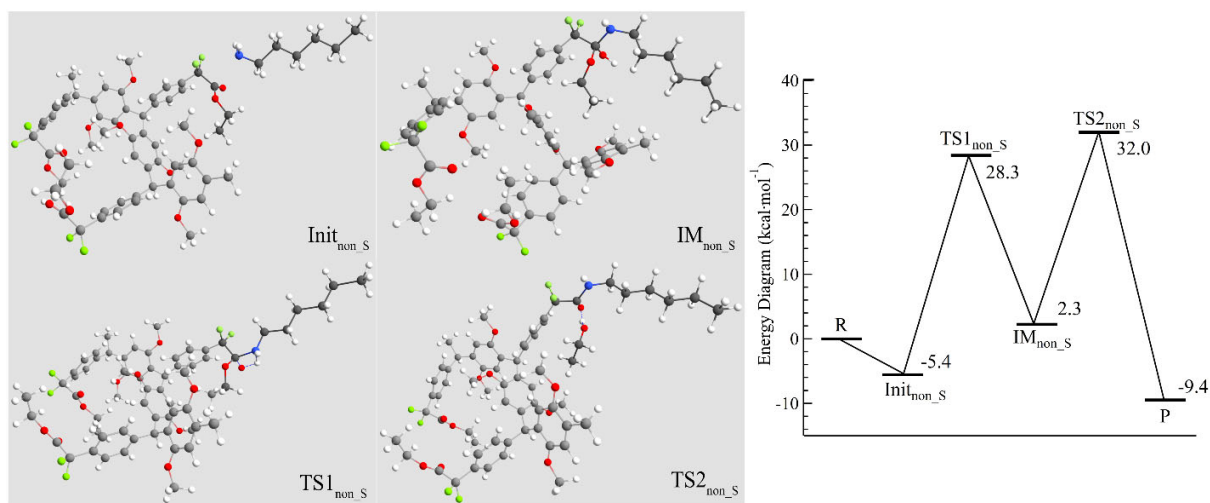 Init_non_S
IM_non_S
TS1_non_S
TS2_non_S
Energy Diagram (kcal·mol⁻¹)
40
30
20
10
0
-10
R
Init_non_S
-5.4
TS1_non_S
28.3
IM_non_S
2.3
TS2_non_S
32.0
P
-9.4